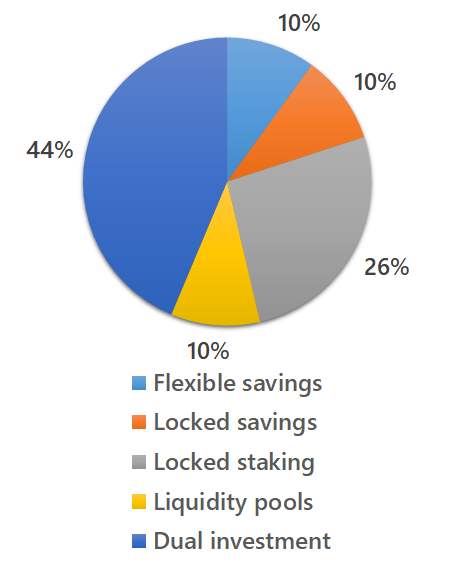 10%
10%
44%
26%
10%
Flexible savings
Locked savings
Locked staking
Liquidity pools
Dual investment